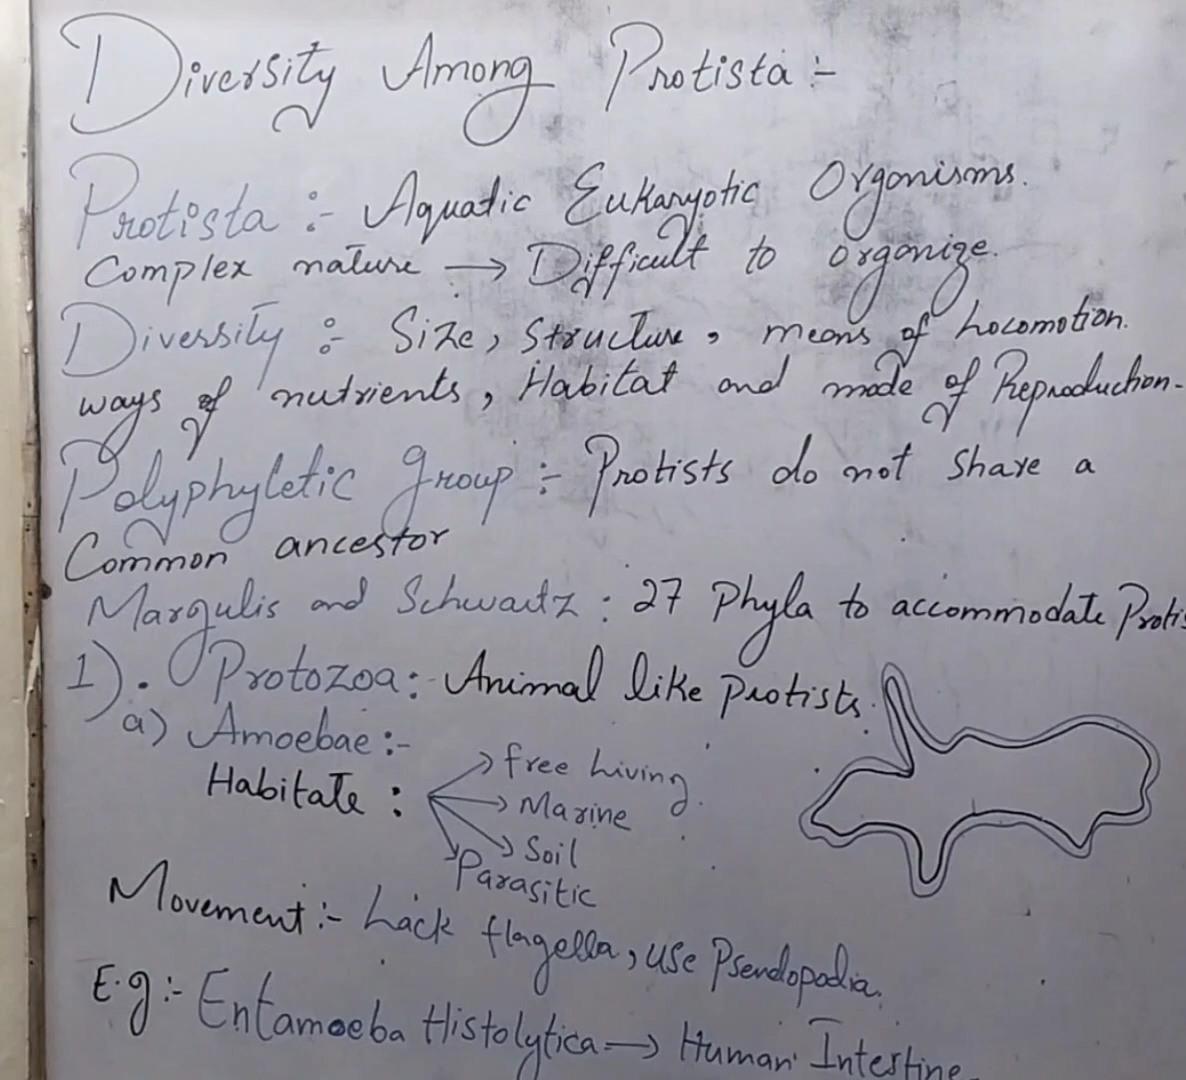 Diversity Among Protista :-
Protista :- Aquatic Eukaryotic Organisms.
Complex nature → Difficult to organize.
Diversity :- Size, Structure, means of Locomotion.
ways of nutrients, Habitat and mode of Reproduction-
Polyphyletic group :- Protists do not Share a
Common ancestor
Margulis and Schwartz : 27 Phyla to accommodate Protis
1). Protozoa :- Animal like protists.
a) Amoebae :-
Habitate :
→ free Living.
→ Marine
→ Soil
Parasitic
Movement :- Lack flagella, use Pseudopodia.
E.g :- Entamoeba Histolytica → Human Intestine